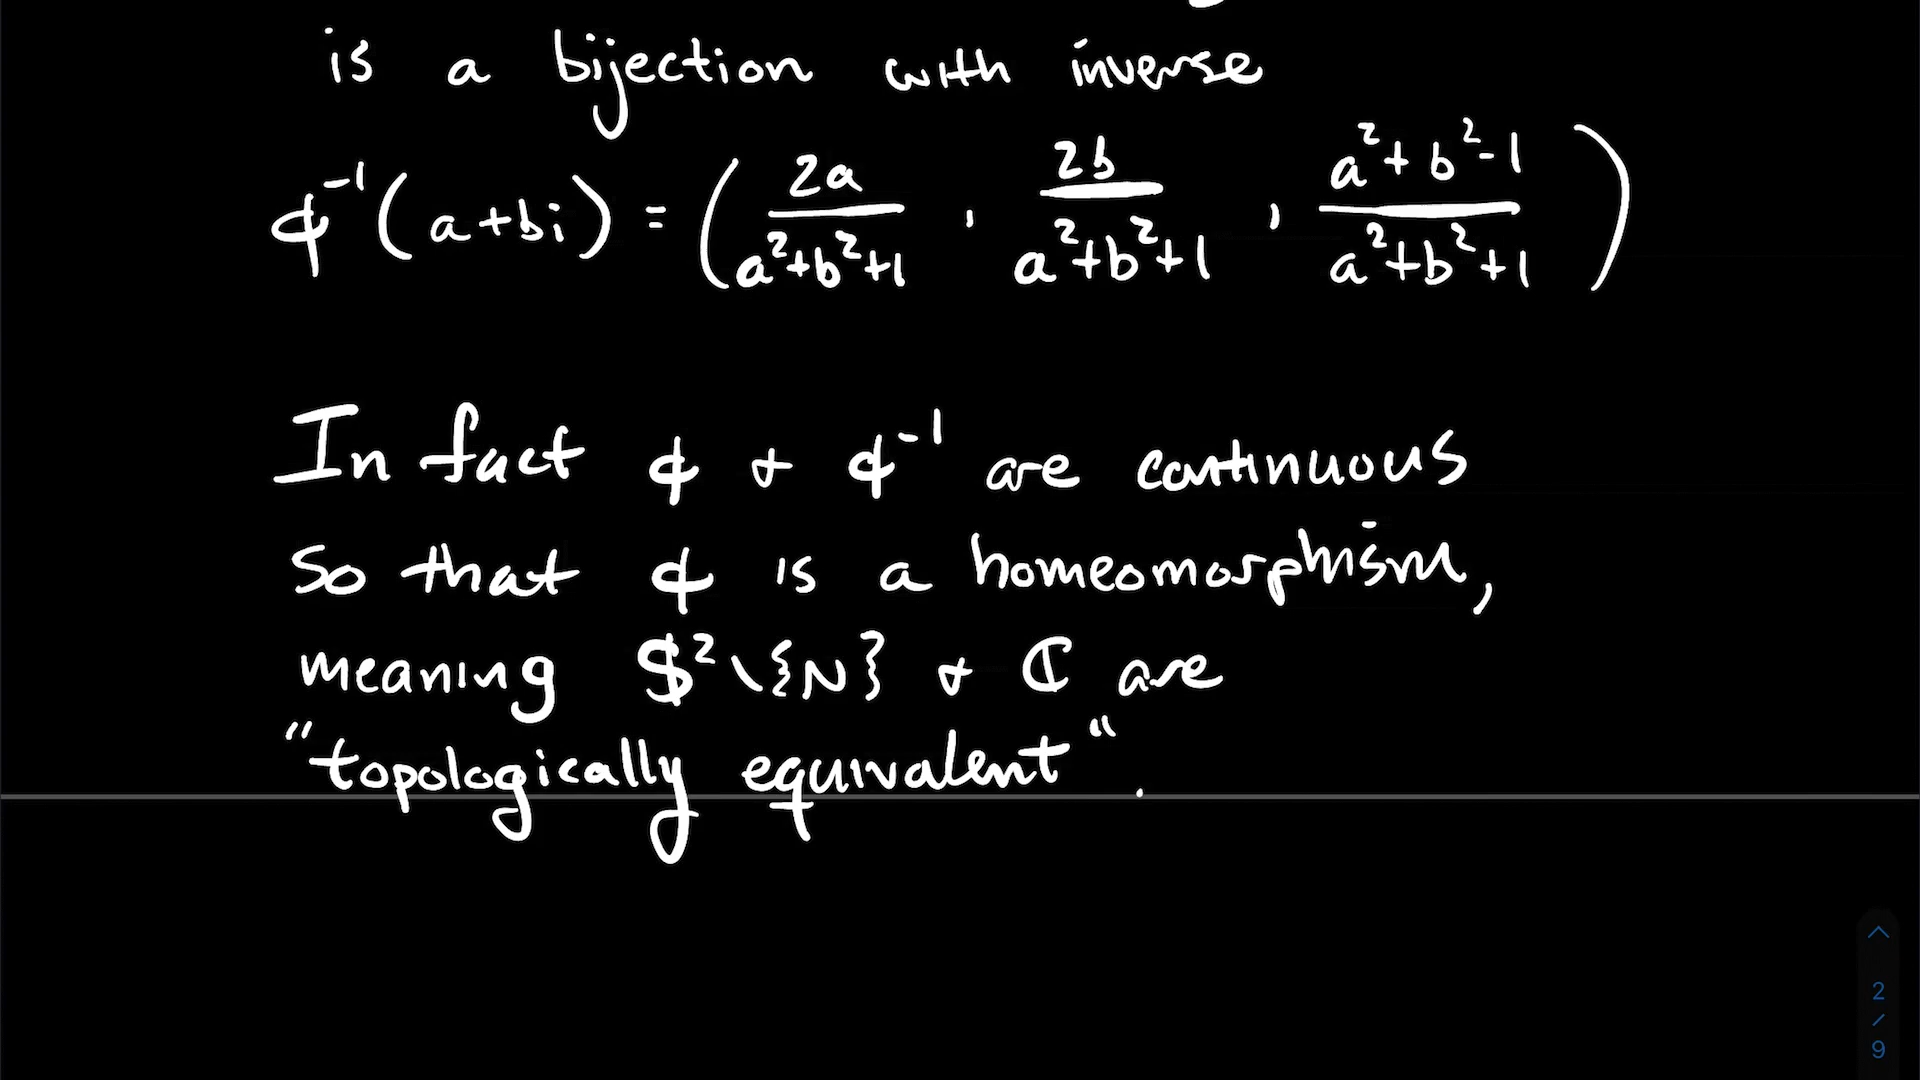 is a bijection with inverse
ϕ⁻¹(a+bi) = (2a/(a²+b²+1), 2b/(a²+b²+1), (a²+b²-1)/(a²+b²+1))
In fact ϕ & ϕ⁻¹ are continuous
so that ϕ is a homeomorphism,
meaning 𝕊²\{N} & ℂ are
"topologically equivalent".
2
/
9